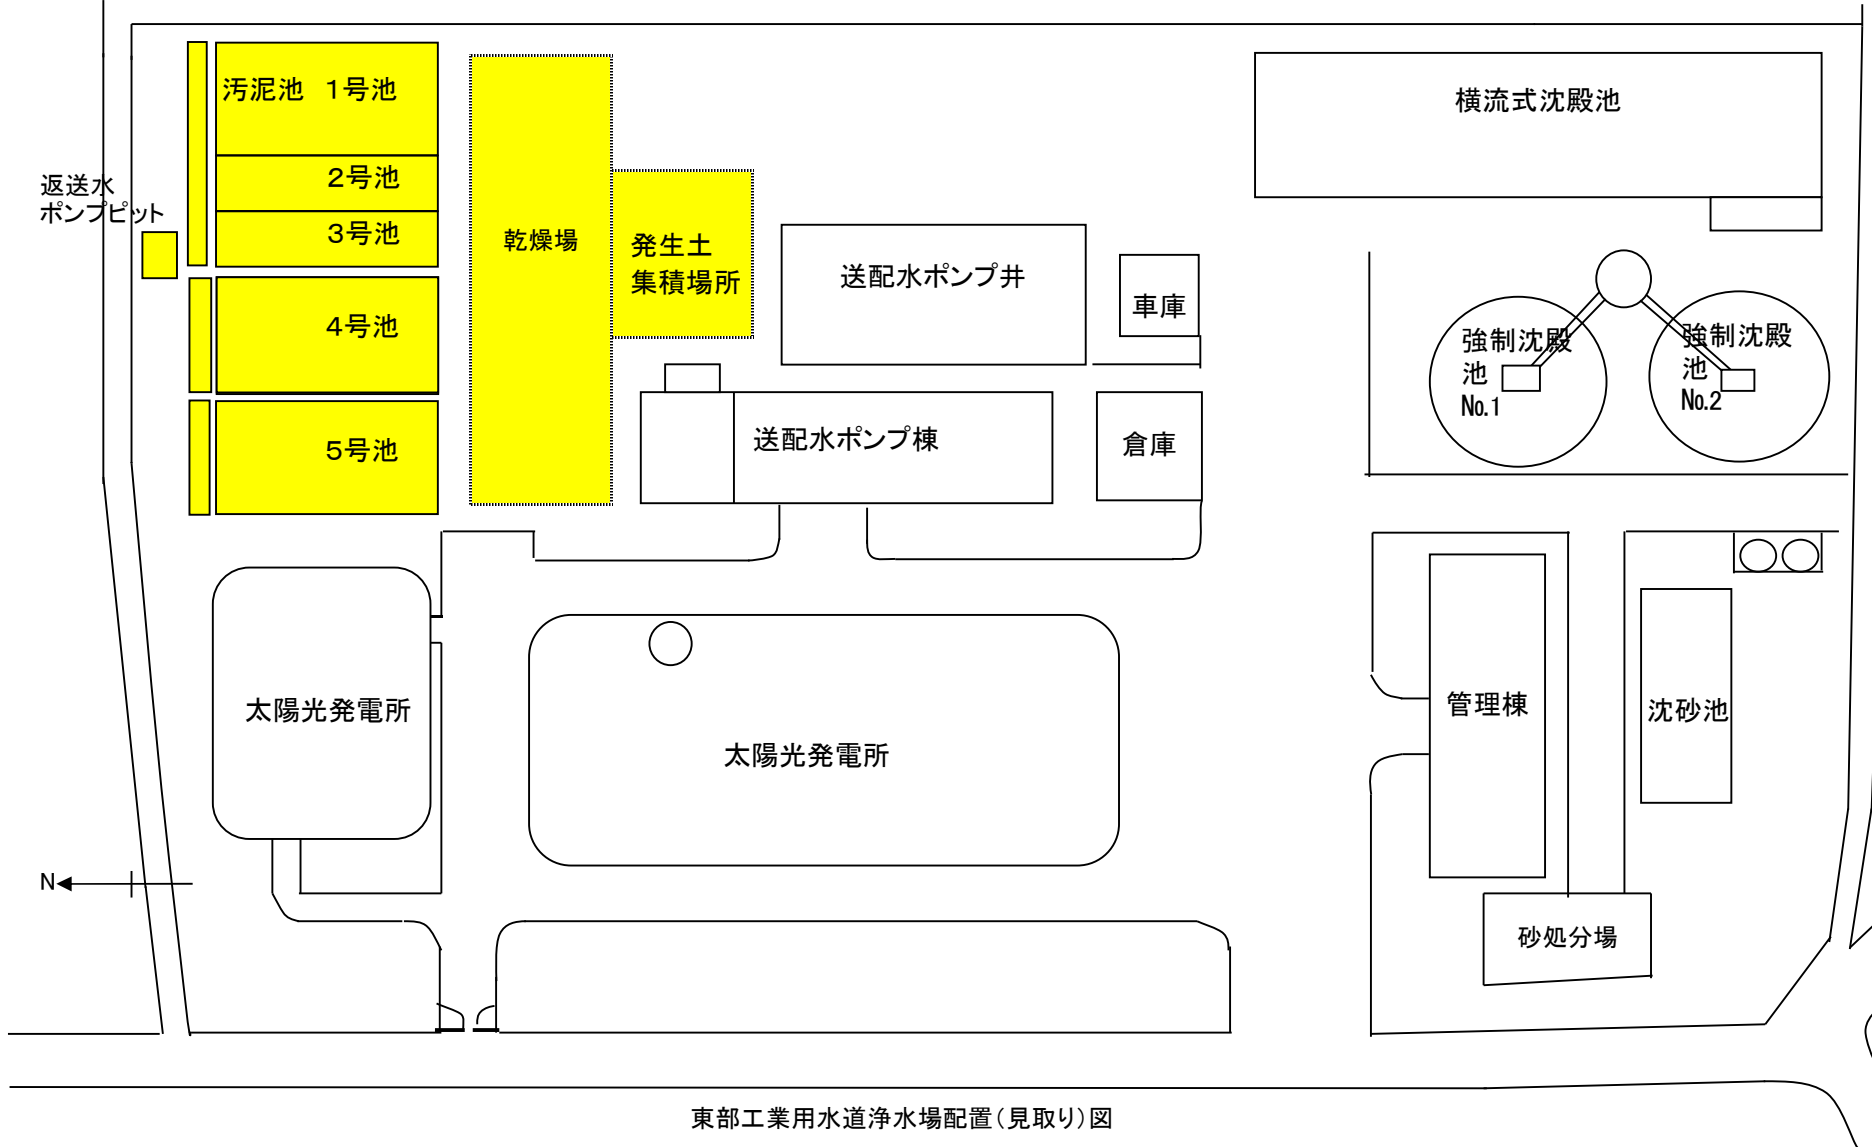 汚泥池　１号池
２号池
３号池
４号池
５号池
返送水
ポンプピット
乾燥場
発生土
集積場所
送配水ポンプ井
車庫
送配水ポンプ棟
倉庫
横流式沈殿池
強制沈殿
池
№.1
強制沈殿
池
№.2
太陽光発電所
太陽光発電所
管理棟
沈砂池
砂処分場
N
東部工業用水道浄水場配置（見取り）図